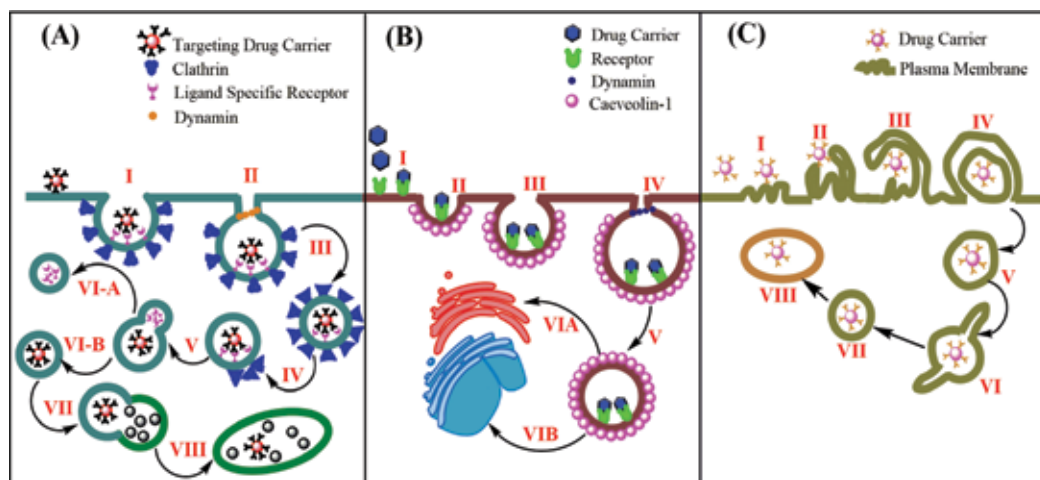 (A)
Targeting Drug Carrier
Clathrin
Ligand Specific Receptor
Dynamin
I
II
III
IV
V
VI-A
VI-B
VII
VIII
(B)
Drug Carrier
Receptor
Dynamin
Caeveolin-1
I
II
III
IV
V
VIA
VIB
(C)
Drug Carrier
Plasma Membrane
I
II
III
IV
V
VI
VII
VIII